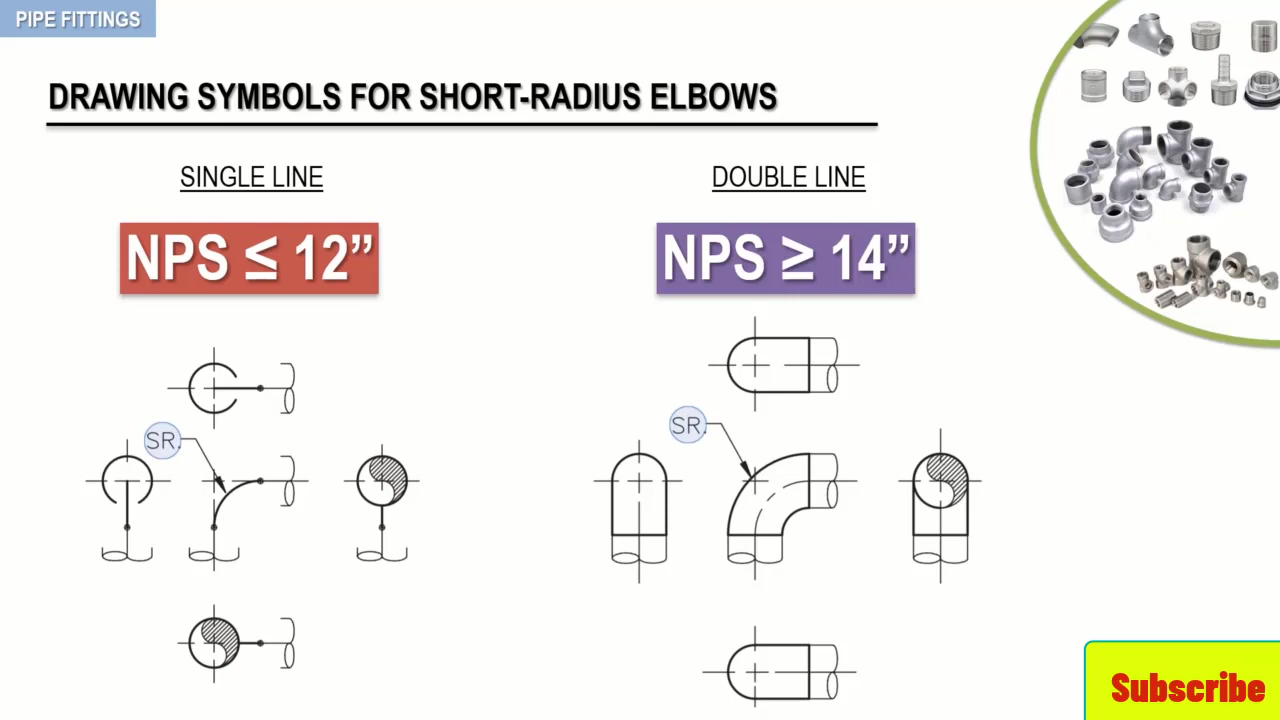 PIPE FITTINGS
DRAWING SYMBOLS FOR SHORT-RADIUS ELBOWS
SINGLE LINE
DOUBLE LINE
NPS ≤ 12”
NPS ≥ 14”
SR.
SR.
Subscribe